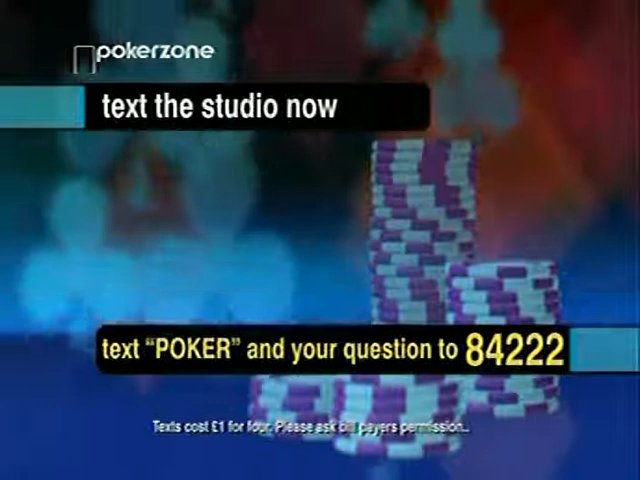 pokerzone
text the studio now
text “POKER” and your question to 84222
Texts cost £1 for four. Please ask bill payers permission..